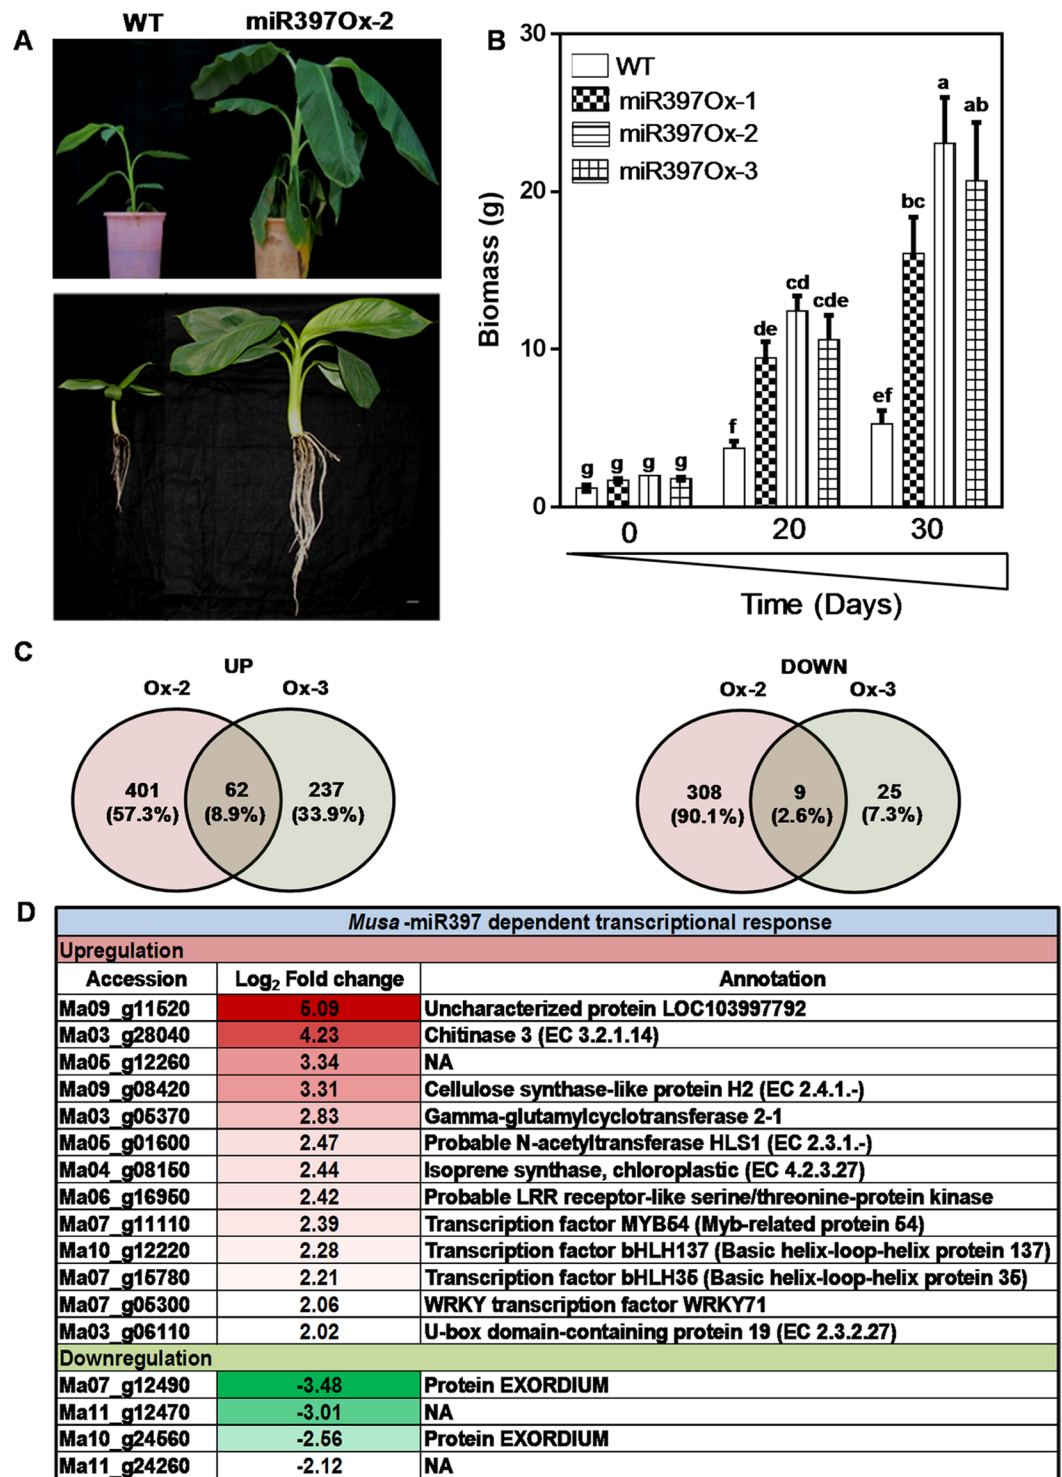 A
WT
miR397Ox-2
B
30
20
10
0
Biomass (g)
WT
miR397Ox-1
miR397Ox-2
miR397Ox-3
g
g
g
g
f
de
cd
cde
ef
bc
a
ab
0
20
30
Time (Days)
C
UP
Ox-2
Ox-3
401
(57.3%)
62
(8.9%)
237
(33.9%)
DOWN
Ox-2
Ox-3
308
(90.1%)
9
(2.6%)
25
(7.3%)
D
Musa-miR397 dependent transcriptional response
Upregulation
Accession Log2 Fold change Annotation
Ma09_g11520 5.09 Uncharacterized protein LOC103997792
Ma03_g28040 4.23 Chitinase 3 (EC 3.2.1.14)
Ma05_g12260 3.34 NA
Ma09_g08420 3.31 Cellulose synthase-like protein H2 (EC 2.4.1.-)
Ma03_g05370 2.83 Gamma-glutamylcyclotransferase 2-1
Ma05_g01600 2.47 Probable N-acetyltransferase HLS1 (EC 2.3.1.-)
Ma04_g08150 2.44 Isoprene synthase, chloroplastic (EC 4.2.3.27)
Ma06_g16950 2.42 Probable LRR receptor-like serine/threonine-protein kinase
Ma07_g11110 2.39 Transcription factor MYB54 (Myb-related protein 54)
Ma10_g12220 2.28 Transcription factor bHLH137 (Basic helix-loop-helix protein 137)
Ma07_g15780 2.21 Transcription factor bHLH35 (Basic helix-loop-helix protein 35)
Ma07_g05300 2.06 WRKY transcription factor WRKY71
Ma03_g06110 2.02 U-box domain-containing protein 19 (EC 2.3.2.27)
Downregulation
Ma07_g12490 -3.48 Protein EXORDIUM
Ma11_g12470 -3.01 NA
Ma10_g24560 -2.56 Protein EXORDIUM
Ma11_g24260 -2.12 NA